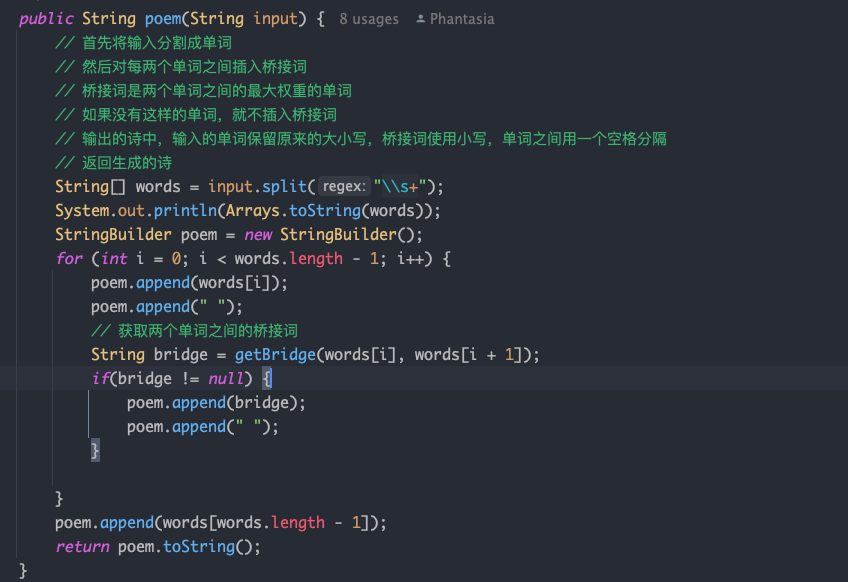 public String poem(String input) { 8 usages Phantasia
// 首先将输入分割成单词
// 然后对每两个单词之间插入桥接词
// 桥接词是两个单词之间的最大权重的单词
// 如果没有这样的单词，就不插入桥接词
// 输出的诗中，输入的单词保留原来的大小写，桥接词使用小写，单词之间用一个空格分隔
// 返回生成的诗
String[] words = input.split( regex: "\\s+");
System.out.println(Arrays.toString(words));
StringBuilder poem = new StringBuilder();
for (int i = 0; i < words.length - 1; i++) {
poem.append(words[i]);
poem.append(" ");
// 获取两个单词之间的桥接词
String bridge = getBridge(words[i], words[i + 1]);
if(bridge != null) {
poem.append(bridge);
poem.append(" ");
}
}
poem.append(words[words.length - 1]);
return poem.toString();
}